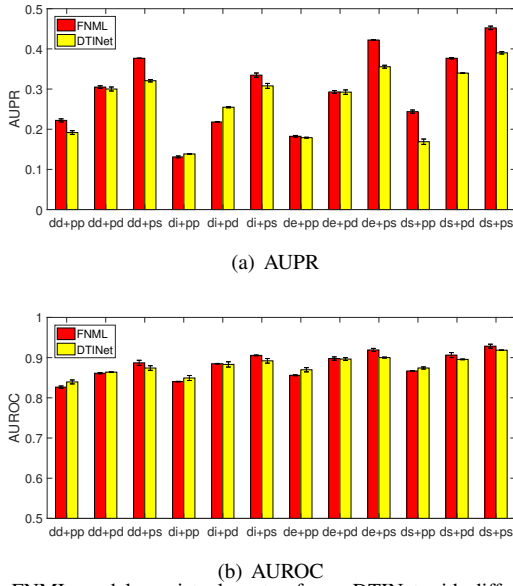 0.5
FNML
DTINet
0.4
0.3
0.2
0.1
0
AUPR
dd+pp dd+pd dd+ps di+pp di+pd di+ps de+pp de+pd de+ps ds+pp ds+pd ds+ps
(a) AUPR
1
FNML
DTINet
0.9
0.8
0.7
0.6
0.5
AUROC
dd+pp dd+pd dd+ps di+pp di+pd di+ps de+pp de+pd de+ps ds+pp ds+pd ds+ps
(b) AUROC